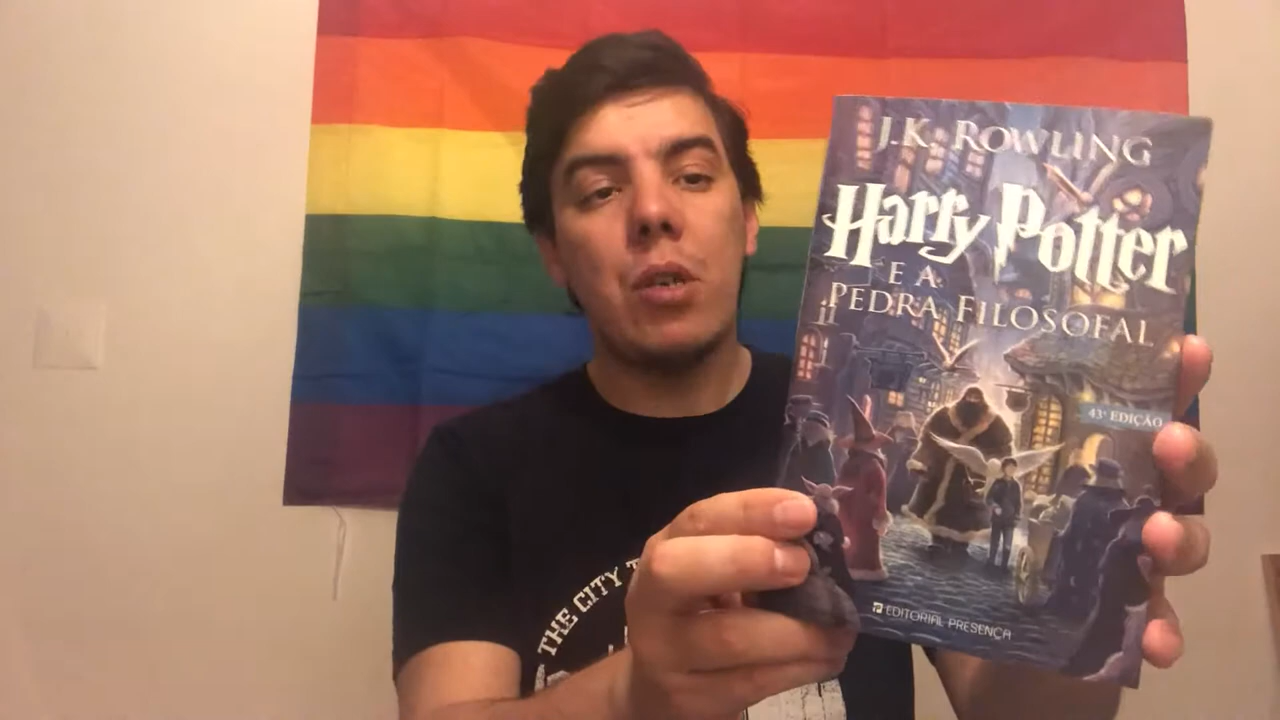 J.K. ROWLING
Harry Potter
E A
PEDRA FILOSOFAL
43ª EDIÇÃO
EDITORIAL PRESENÇA
THE CITY